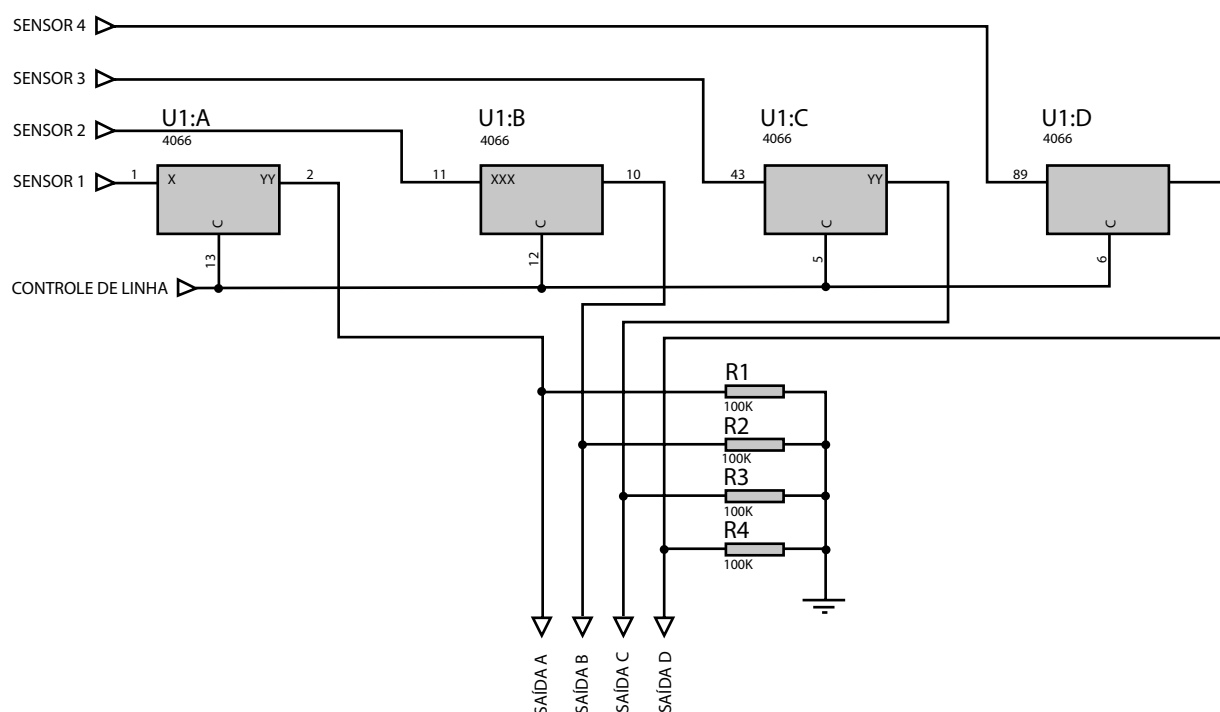 SENSOR 4
SENSOR 3
SENSOR 2
SENSOR 1
U1:A
4066
U1:B
4066
U1:C
4066
U1:D
4066
1
X
YY
2
C
13
11
XXX
10
C
12
43
YY
C
5
89
C
6
CONTROLE DE LINHA
R1
100K
R2
100K
R3
100K
R4
100K
SAÍDA A
SAÍDA B
SAÍDA C
SAÍDA D